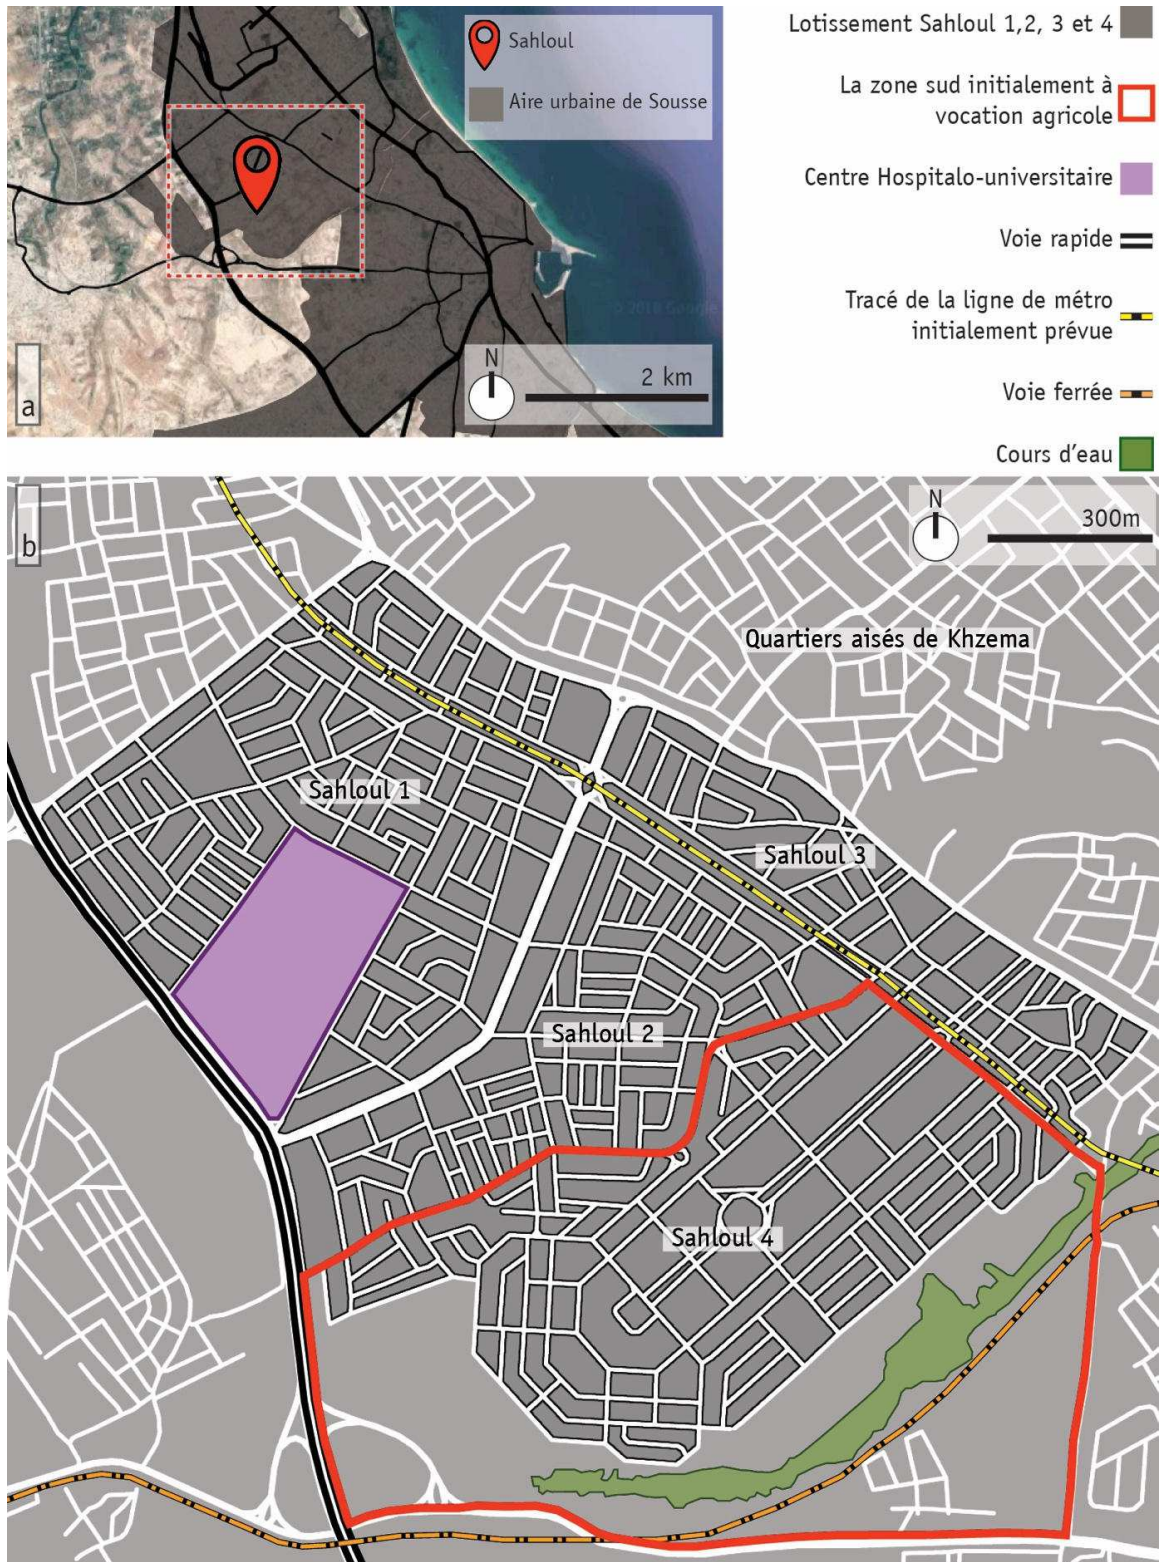 Sahloul
Aire urbaine de Sousse
© 2018 Google
N
2 km
a
Lotissement Sahloul 1,2, 3 et 4
La zone sud initialement à
vocation agricole
Centre Hospitalo-universitaire
Voie rapide
Tracé de la ligne de métro
initialement prévue
Voie ferrée
Cours d'eau
b
N
300m
Quartiers aisés de Khzema
Sahloul 1
Sahloul 3
Sahloul 2
Sahloul 4